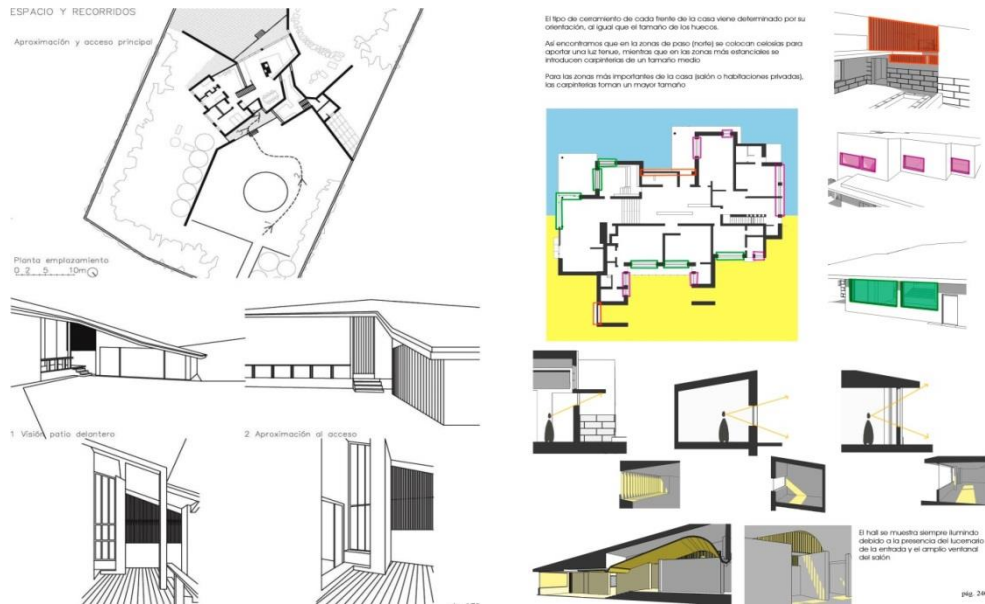 ESPACIO Y RECORRIDOS
Aproximación y acceso principal
Planta emplazamiento
0 2 5 10m
1 Visión patio delantero
2 Aproximación al acceso
El tipo de cerramiento de cada frente de la casa viene determinado por su
orientación, al igual que el tamaño de los huecos.
Así encontramos que en la zonas de paso (norte) se colocan celosías para
aportar una luz tenue, mientras que en las zonas más estanciales se
introducen carpinterías de un tamaño medio
Para las zonas más importantes de la casa (salón o habitaciones privadas),
las carpinterías toman un mayor tamaño
El hall se muestra siempre iluminado
debido a la presencia del lucernario
de la entrada y el amplio ventanal
del salón
pág. 240